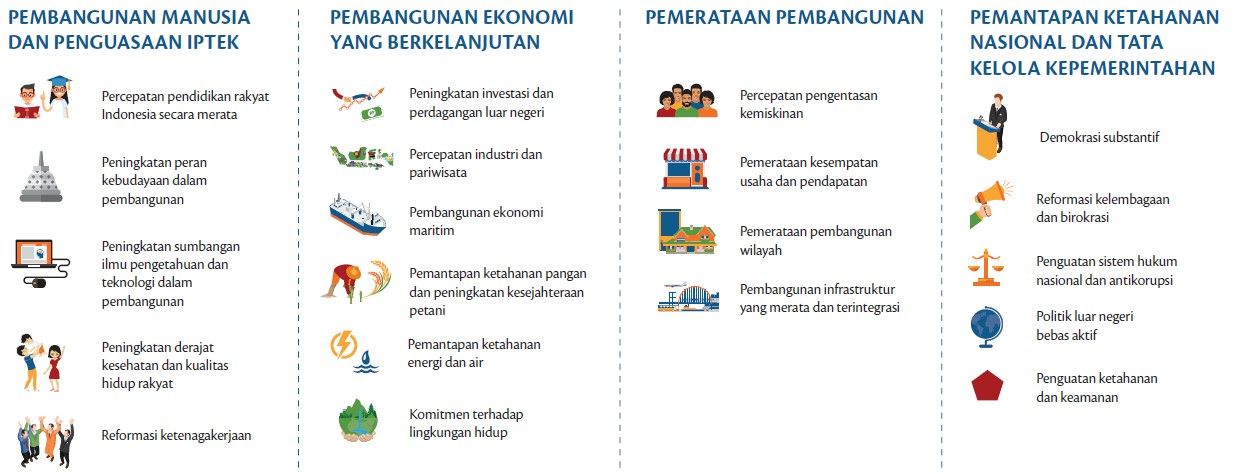 PEMBANGUNAN MANUSIA
DAN PENGUASAAN IPTEK
Percepatan pendidikan rakyat
Indonesia secara merata
Peningkatan peran
kebudayaan dalam
pembangunan
Peningkatan sumbangan
ilmu pengetahuan dan
teknologi dalam
pembangunan
Peningkatan derajat
kesehatan dan kualitas
hidup rakyat
Reformasi ketenagakerjaan
PEMBANGUNAN EKONOMI
YANG BERKELANJUTAN
Peningkatan investasi dan
perdagangan luar negeri
Percepatan industri dan
pariwisata
Pembangunan ekonomi
maritim
Pemantapan ketahanan pangan
dan peningkatan kesejahteraan
petani
Pemantapan ketahanan
energi dan air
Komitmen terhadap
lingkungan hidup
PEMERATAAN PEMBANGUNAN
Percepatan pengentasan
kemiskinan
Pemerataan kesempatan
usaha dan pendapatan
Pemerataan pembangunan
wilayah
Pembangunan infrastruktur
yang merata dan terintegrasi
PEMANTAPAN KETAHANAN
NASIONAL DAN TATA
KELOLA KEPEMERINTAHAN
Demokrasi substantif
Reformasi kelembagaan
dan birokrasi
Penguatan sistem hukum
nasional dan antikorupsi
Politik luar negeri
bebas aktif
Penguatan ketahanan
dan keamanan